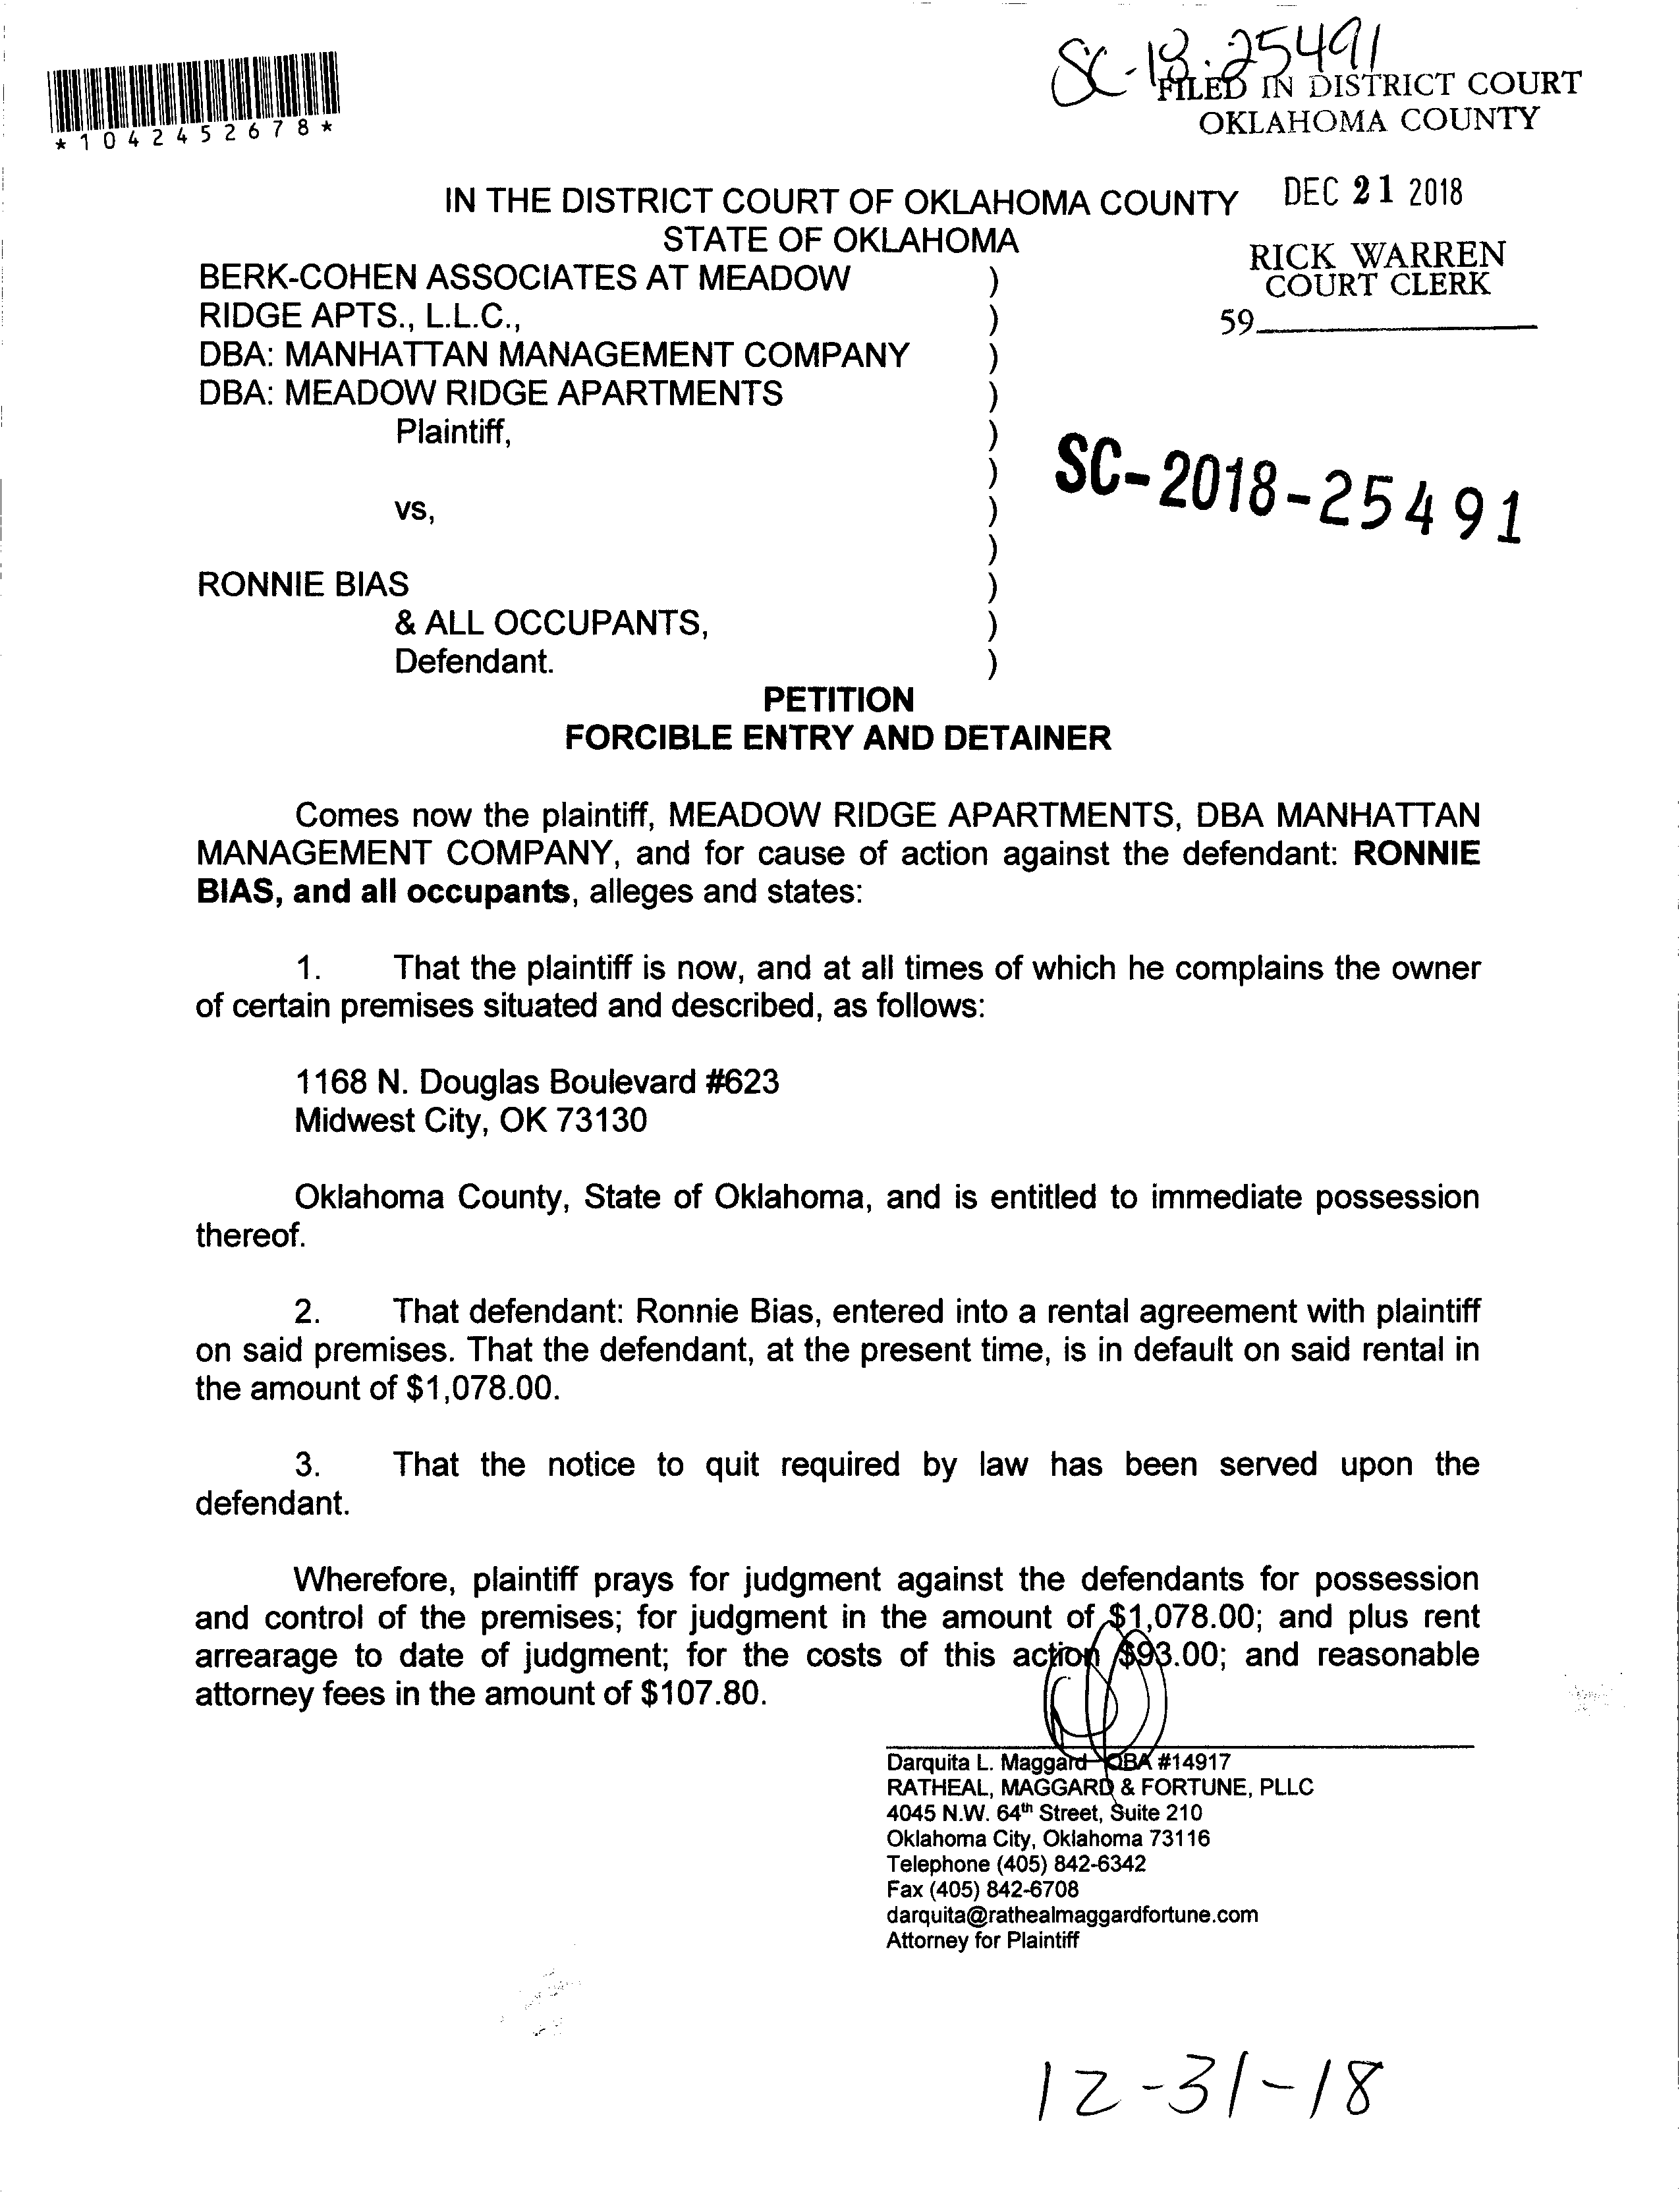 SC-18-25491
*1042452678*
FILED IN DISTRICT COURT
OKLAHOMA COUNTY
IN THE DISTRICT COURT OF OKLAHOMA COUNTY
DEC 21 2018
STATE OF OKLAHOMA
RICK WARREN
COURT CLERK
59
BERK-COHEN ASSOCIATES AT MEADOW )
RIDGE APTS., L.L.C., )
DBA: MANHATTAN MANAGEMENT COMPANY )
DBA: MEADOW RIDGE APARTMENTS )
Plaintiff, )
)
vs, )
)
SC-2018-25491
RONNIE BIAS )
& ALL OCCUPANTS, )
Defendant. )
PETITION
FORCIBLE ENTRY AND DETAINER
Comes now the plaintiff, MEADOW RIDGE APARTMENTS, DBA MANHATTAN
MANAGEMENT COMPANY, and for cause of action against the defendant: RONNIE
BIAS, and all occupants, alleges and states:
1. That the plaintiff is now, and at all times of which he complains the owner
of certain premises situated and described, as follows:
1168 N. Douglas Boulevard #623
Midwest City, OK 73130
Oklahoma County, State of Oklahoma, and is entitled to immediate possession
thereof.
2. That defendant: Ronnie Bias, entered into a rental agreement with plaintiff
on said premises. That the defendant, at the present time, is in default on said rental in
the amount of $1,078.00.
3. That the notice to quit required by law has been served upon the
defendant.
Wherefore, plaintiff prays for judgment against the defendants for possession
and control of the premises; for judgment in the amount of $1,078.00; and plus rent
arrearage to date of judgment; for the costs of this action $93.00; and reasonable
attorney fees in the amount of $107.80.
Darquita L. Maggard OBA #14917
RATHEAL, MAGGARD & FORTUNE, PLLC
4045 N.W. 64th Street, Suite 210
Oklahoma City, Oklahoma 73116
Telephone (405) 842-6342
Fax (405) 842-6708
darquita@rathealmaggardfortune.com
Attorney for Plaintiff
12-31-18